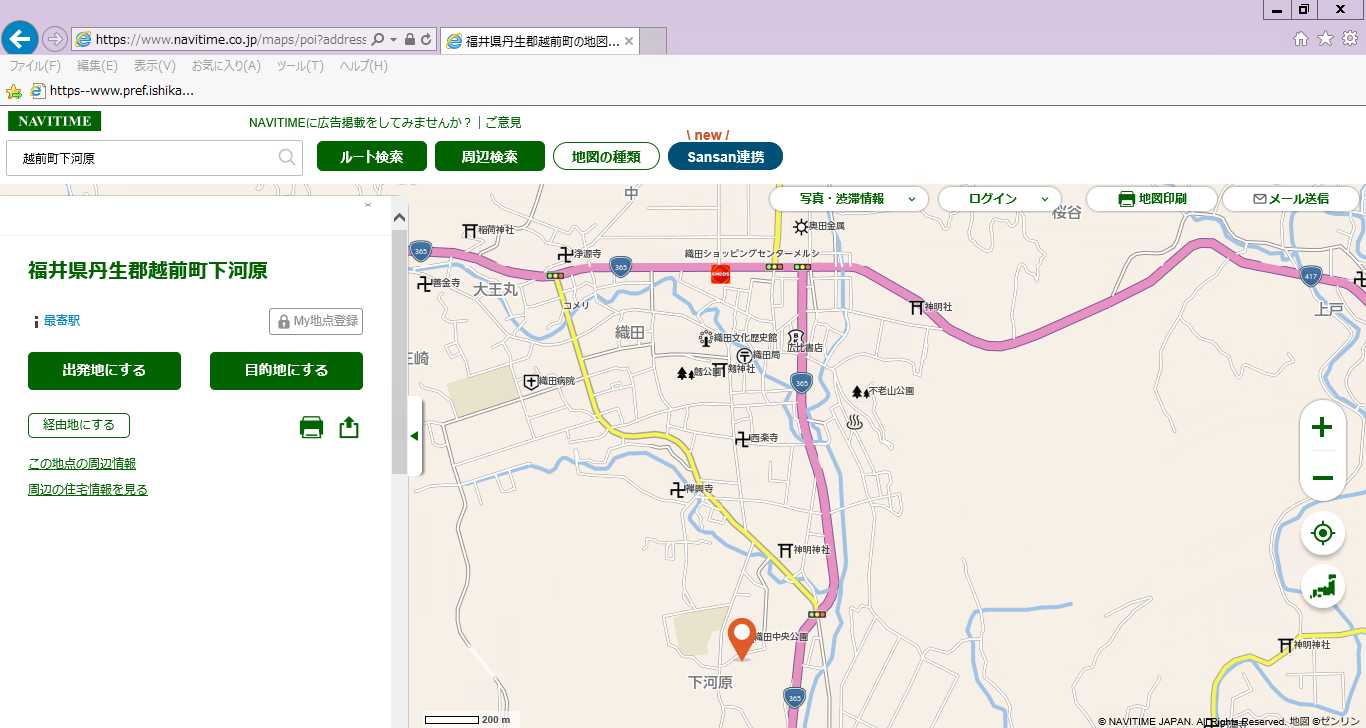 https://www.navitime.co.jp/maps/poi?address
福井県丹生郡越前町の地図...
ファイル(F) 編集(E) 表示(V) お気に入り(A) ツール(T) ヘルプ(H)
https--www.pref.ishika...
NAVITIME
NAVITIMEに広告掲載をしてみませんか？｜ご意見
\ new /
越前町下河原
ルート検索
周辺検索
地図の種類
Sansan連携
写真・渋滞情報
ログイン
地図印刷
メール送信
福井県丹生郡越前町下河原
最寄駅
My地点登録
出発地にする
目的地にする
経由地にする
この地点の周辺情報
周辺の住宅情報を見る
中
桜谷
稲荷神社
奥田金属
365
浄源寺
織田ショッピングセンターメルシ
365
ENEOS
417
善金寺
大王丸
コメリ
神明社
上戸
織田
織田文化歴史館
広比書店
織田局
劔神社
劔公園
織田病院
365
不老山公園
西楽寺
禅興寺
神明神社
織田中央公園
神明神社
下河原
365
200 m
© NAVITIME JAPAN. All Rights Reserved. 地図 ©ゼンリン